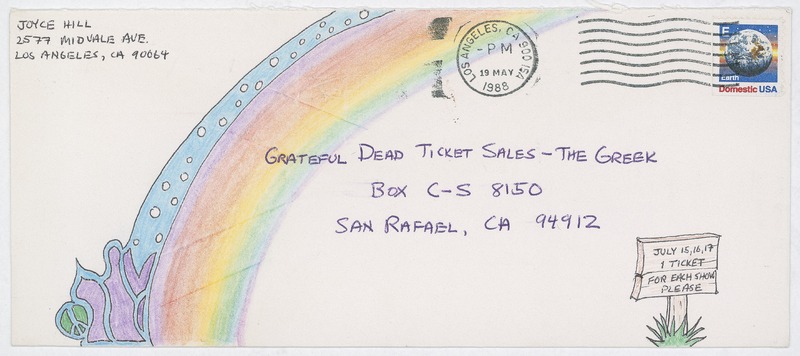 JOYCE HILL
2577 MIDVALE AVE.
LOS ANGELES, CA 90064
LOS ANGELES, CA 900 USA
- PM
19 MAY
1988
E
Earth
Domestic USA
GRATEFUL DEAD TICKET SALES - THE GREEK
BOX C-S 8150
SAN RAFAEL, CA 94912
JULY 15,16,17
1 TICKET
FOR EACH SHOW
PLEASE